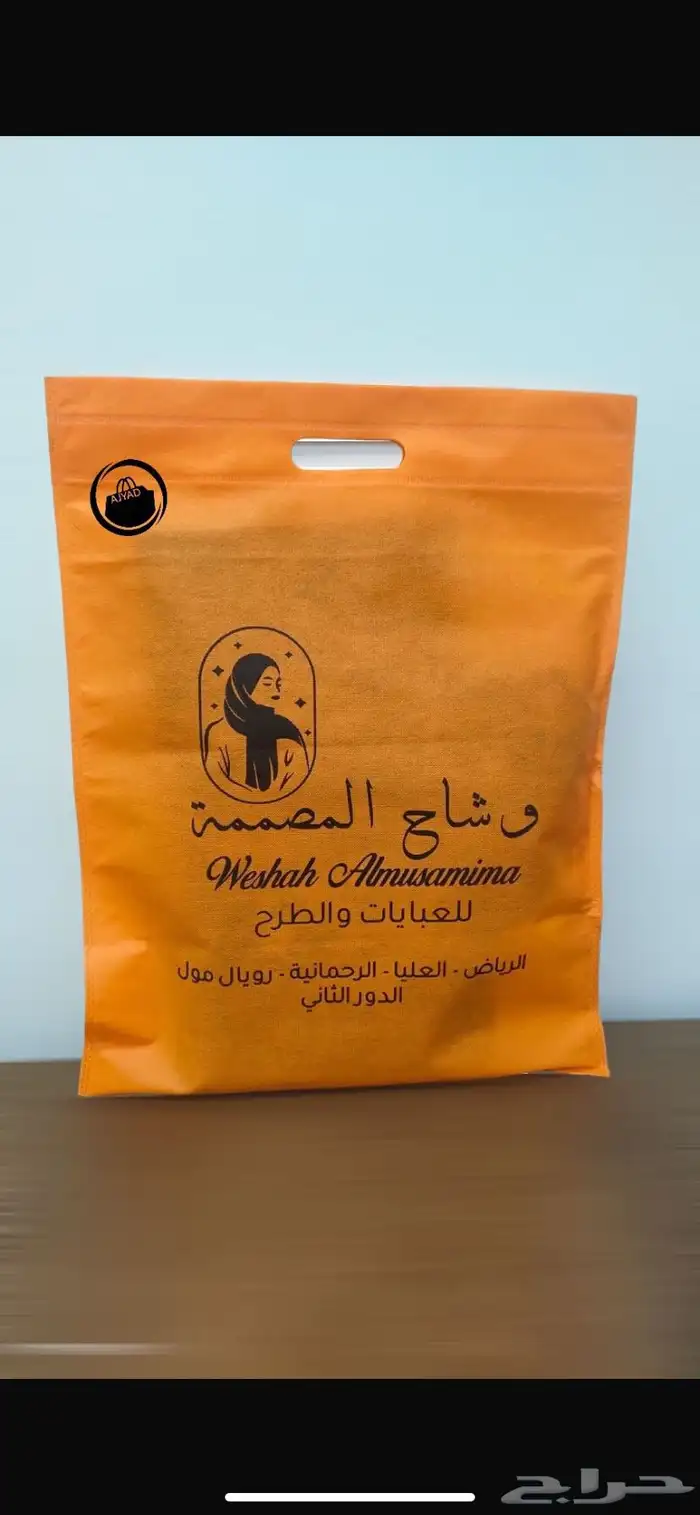 AJYAD
وشاح المصممة
Weshah Almusamima
للعبايات والطرح
الرياض - العليا - الرحمانية - رويال مول
الدور الثاني
حراج